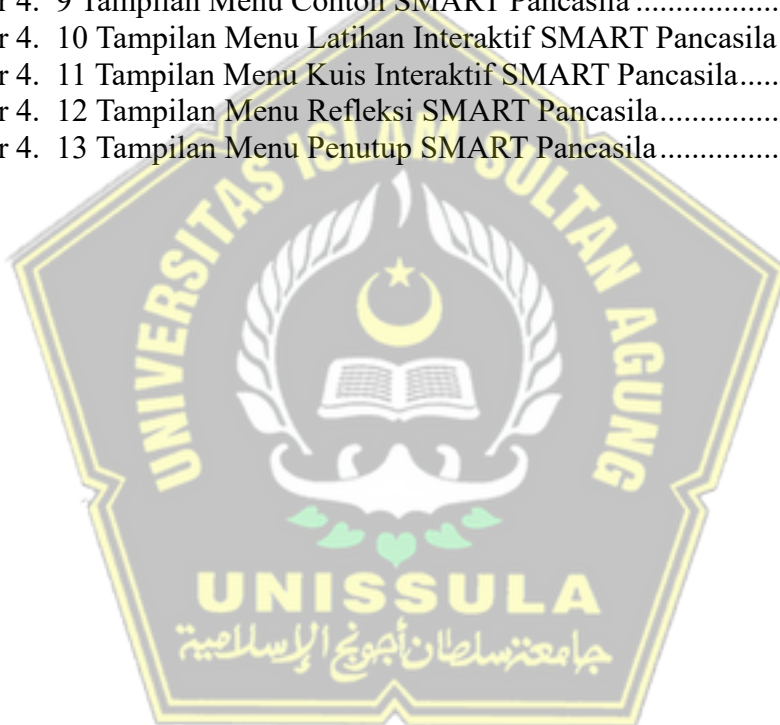 r 4. 9 Tampilan Menu Contoh SMART Pancasila ................
r 4. 10 Tampilan Menu Latihan Interaktif SMART Pancasila
r 4. 11 Tampilan Menu Kuis Interaktif SMART Pancasila.....
r 4. 12 Tampilan Menu Refleksi SMART Pancasila.............
r 4. 13 Tampilan Menu Penutup SMART Pancasila.............
UNIVERSITAS ISLAM SULTAN AGUNG
UNISSULA
جامعة سلطان أجونج الإسلامية